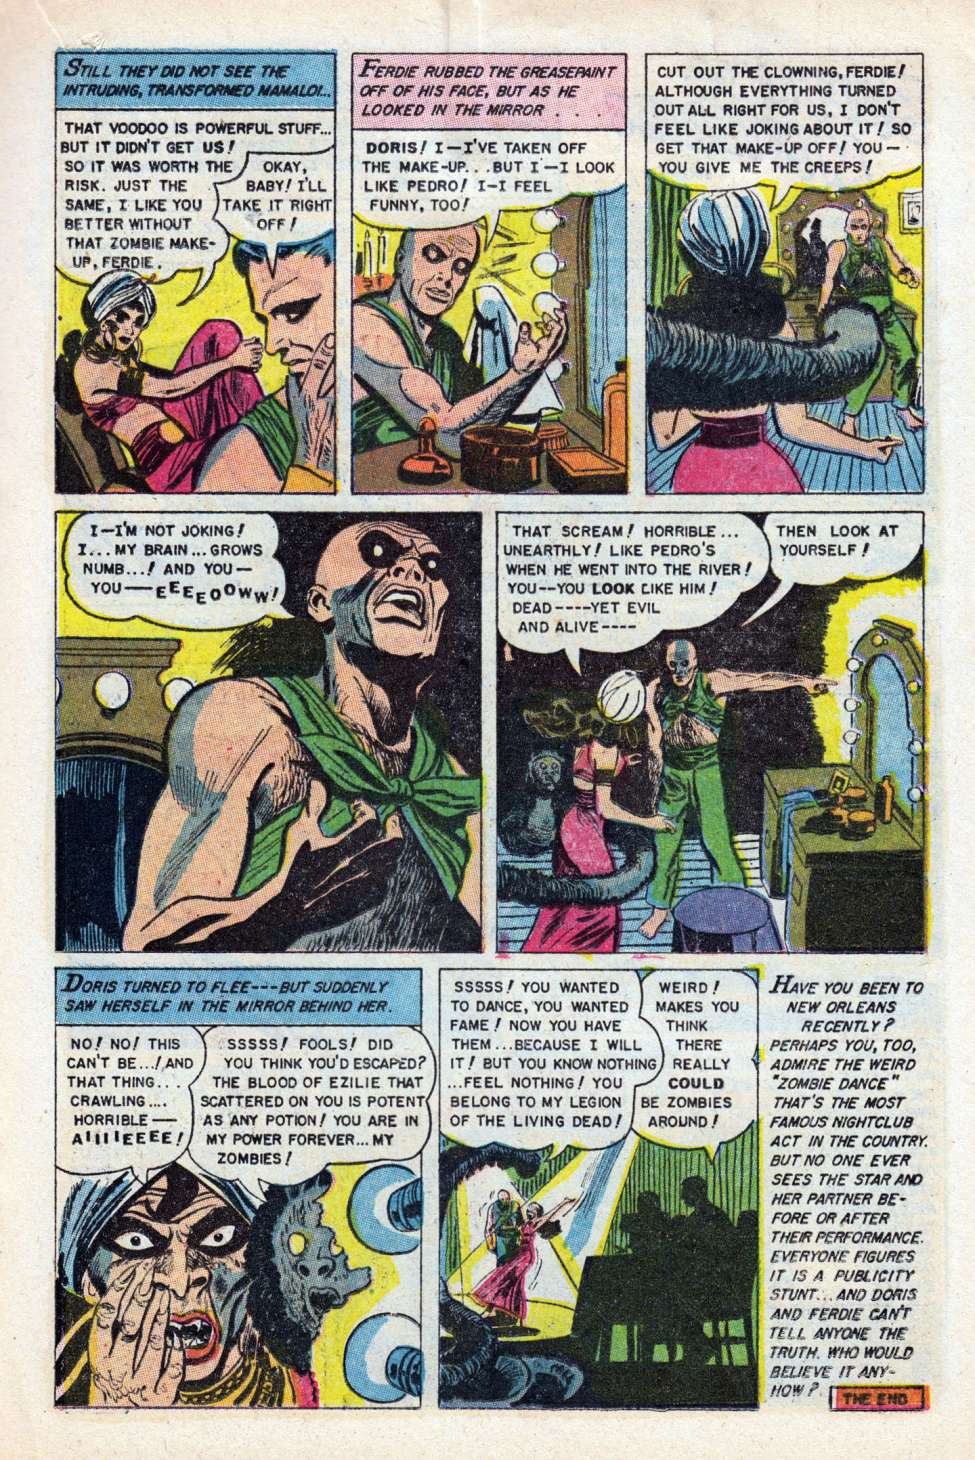 STILL THEY DID NOT SEE THE
INTRUDING, TRANSFORMED MAMALOI...
THAT VOODOO IS POWERFUL STUFF...
BUT IT DIDN'T GET US!
SO IT WAS WORTH THE
RISK. JUST THE
SAME, I LIKE YOU
BETTER WITHOUT
THAT ZOMBIE MAKE-
UP, FERDIE.
OKAY,
BABY! I'LL
TAKE IT RIGHT
OFF!
FERDIE RUBBED THE GREASEPAINT
OFF OF HIS FACE, BUT AS HE
LOOKED IN THE MIRROR . . . .
DORIS! I—I'VE TAKEN OFF
THE MAKE-UP...BUT I—I LOOK
LIKE PEDRO! I-I FEEL
FUNNY, TOO!
CUT OUT THE CLOWNING, FERDIE!
ALTHOUGH EVERYTHING TURNED
OUT ALL RIGHT FOR US, I DON'T
FEEL LIKE JOKING ABOUT IT! SO
GET THAT MAKE-UP OFF! YOU—
YOU GIVE ME THE CREEPS!
I—I'M NOT JOKING!
I...MY BRAIN...GROWS
NUMB...! AND YOU—
YOU—EEEEOOWW!
THAT SCREAM! HORRIBLE...
UNEARTHLY! LIKE PEDRO'S
WHEN HE WENT INTO THE RIVER!
YOU--YOU LOOK LIKE HIM!
DEAD----YET EVIL
AND ALIVE----
THEN LOOK AT
YOURSELF!
DORIS TURNED TO FLEE---BUT SUDDENLY
SAW HERSELF IN THE MIRROR BEHIND HER.
NO! NO! THIS
CAN'T BE...! AND
THAT THING...
CRAWLING....
HORRIBLE—
AIIIIEEEE!
SSSSS! FOOLS! DID
YOU THINK YOU'D ESCAPED?
THE BLOOD OF EZILIE THAT
SCATTERED ON YOU IS POTENT
AS ANY POTION! YOU ARE IN
MY POWER FOREVER...MY
ZOMBIES!
SSSSS! YOU WANTED
TO DANCE, YOU WANTED
FAME! NOW YOU HAVE
THEM...BECAUSE I WILL
IT! BUT YOU KNOW NOTHING
...FEEL NOTHING! YOU
BELONG TO MY LEGION
OF THE LIVING DEAD!
WEIRD!
MAKES YOU
THINK
THERE
REALLY
COULD
BE ZOMBIES
AROUND!
HAVE YOU BEEN TO
NEW ORLEANS
RECENTLY?
PERHAPS YOU, TOO,
ADMIRE THE WEIRD
"ZOMBIE DANCE"
THAT'S THE MOST
FAMOUS NIGHTCLUB
ACT IN THE COUNTRY.
BUT NO ONE EVER
SEES THE STAR AND
HER PARTNER BE-
FORE OR AFTER
THEIR PERFORMANCE.
EVERYONE FIGURES
IT IS A PUBLICITY
STUNT...AND DORIS
AND FERDIE CAN'T
TELL ANYONE THE
TRUTH. WHO WOULD
BELIEVE IT ANY-
HOW?
THE END